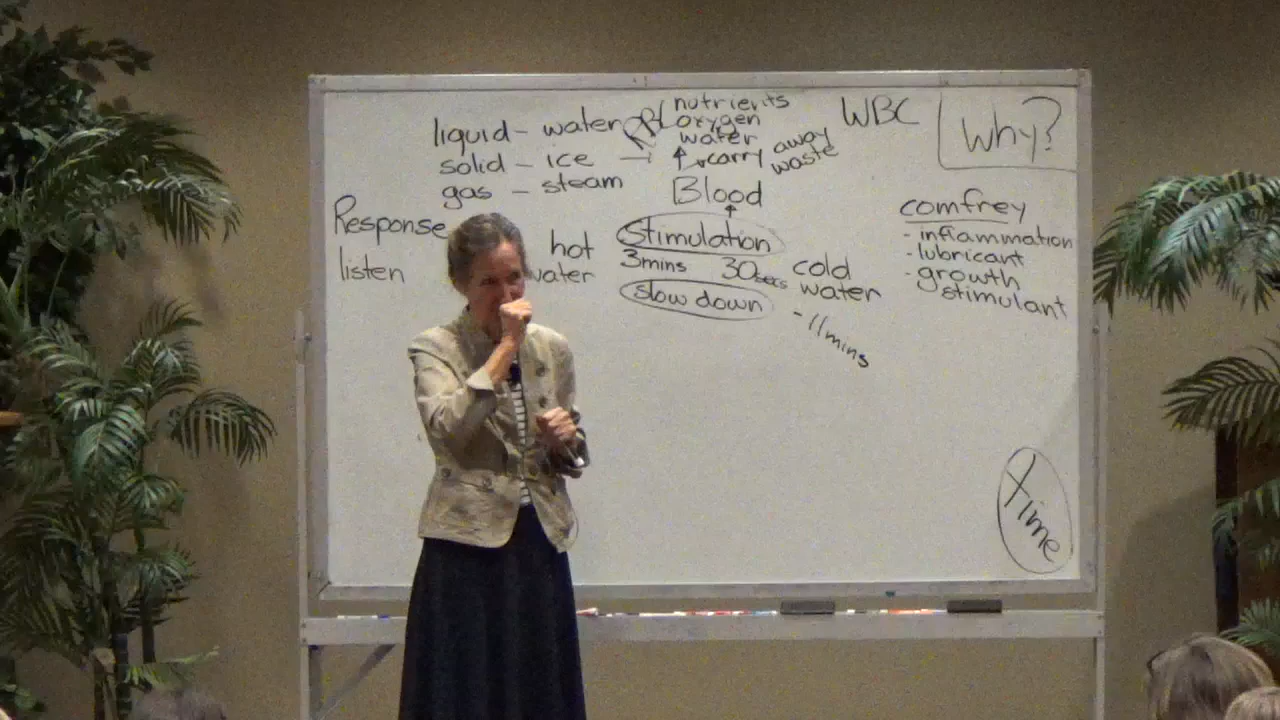 liquid - water
solid - ice
gas - steam
RBC
nutrients
oxygen
water
carry away
waste
Blood
WBC
Why?
Response
listen
hot
water
Stimulation
3mins 30secs
slow down
cold
water
- 11mins
comfrey
- inflammation
- lubricant
- growth
stimulant
time